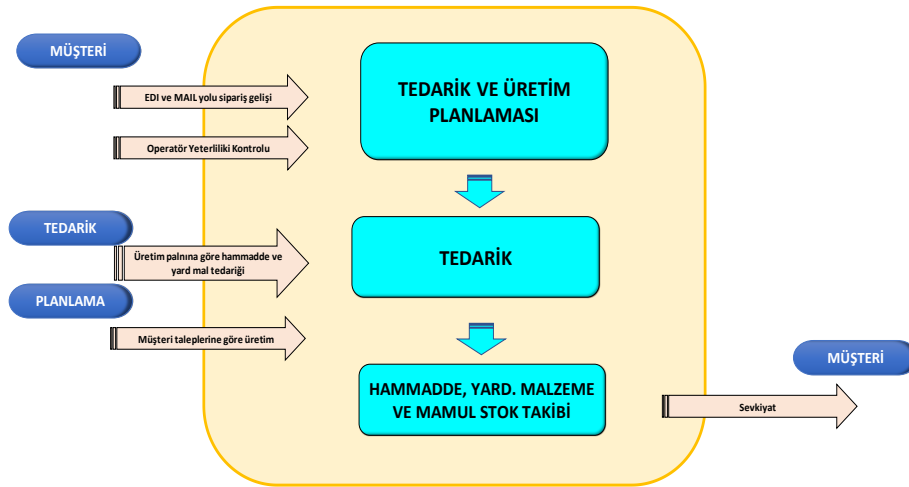 MÜŞTERİ
EDI ve MAIL yolu sipariş gelişi
Operatör Yeterliliki Kontrolu
TEDARİK VE ÜRETİM
PLANLAMASI
TEDARİK
Üretim palnına göre hammadde ve
yard mal tedariği
TEDARİK
PLANLAMA
Müşteri taleplerine göre üretim
HAMMADDE, YARD. MALZEME
VE MAMUL STOK TAKİBİ
MÜŞTERİ
Sevkiyat